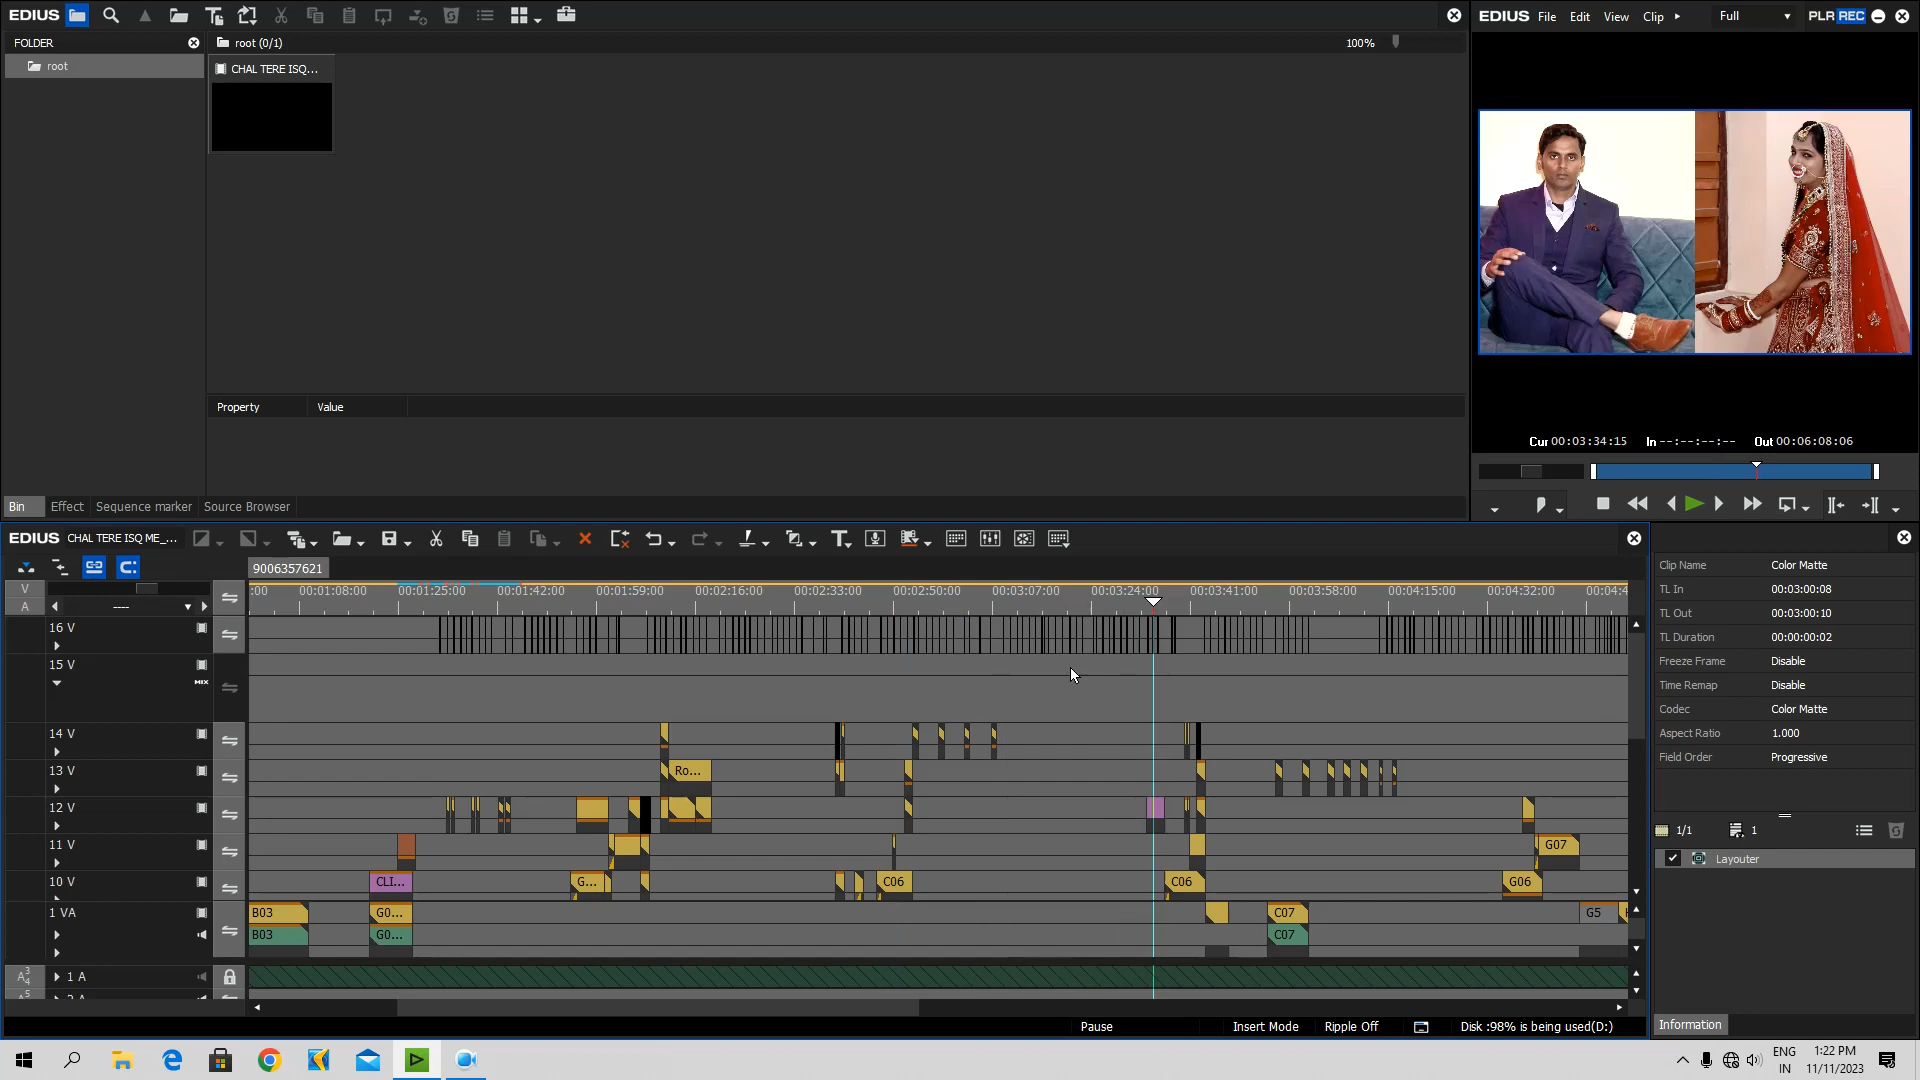 EDIUS
FOLDER
root
root (0/1)
100%
CHAL TERE ISQ...
Property Value
Bin Effect Sequence marker Source Browser
EDIUS File Edit View Clip Full PLR REC
Cur 00:03:34:15 In --:--:--:-- Out 00:06:08:06
EDIUS CHAL TERE ISQ ME_...
9006357621
V
A ----
:00 00:01:08:00 00:01:25:00 00:01:42:00 00:01:59:00 00:02:16:00 00:02:33:00 00:02:50:00 00:03:07:00 00:03:24:00 00:03:41:00 00:03:58:00 00:04:15:00 00:04:32:00 00:04:4
16 V
15 V
MIX
14 V
13 V Ro...
12 V
11 V G07
10 V CLI... G... C06 C06 G06
1 VA B03 G0... C07 G5
B03 G0... C07
1 A
Pause Insert Mode Ripple Off Disk :98% is being used(D:)
Clip Name Color Matte
TL In 00:03:00:08
TL Out 00:03:00:10
TL Duration 00:00:00:02
Freeze Frame Disable
Time Remap Disable
Codec Color Matte
Aspect Ratio 1.000
Field Order Progressive
1/1 1
Layouter
Information
ENG
IN
1:22 PM
11/11/2023